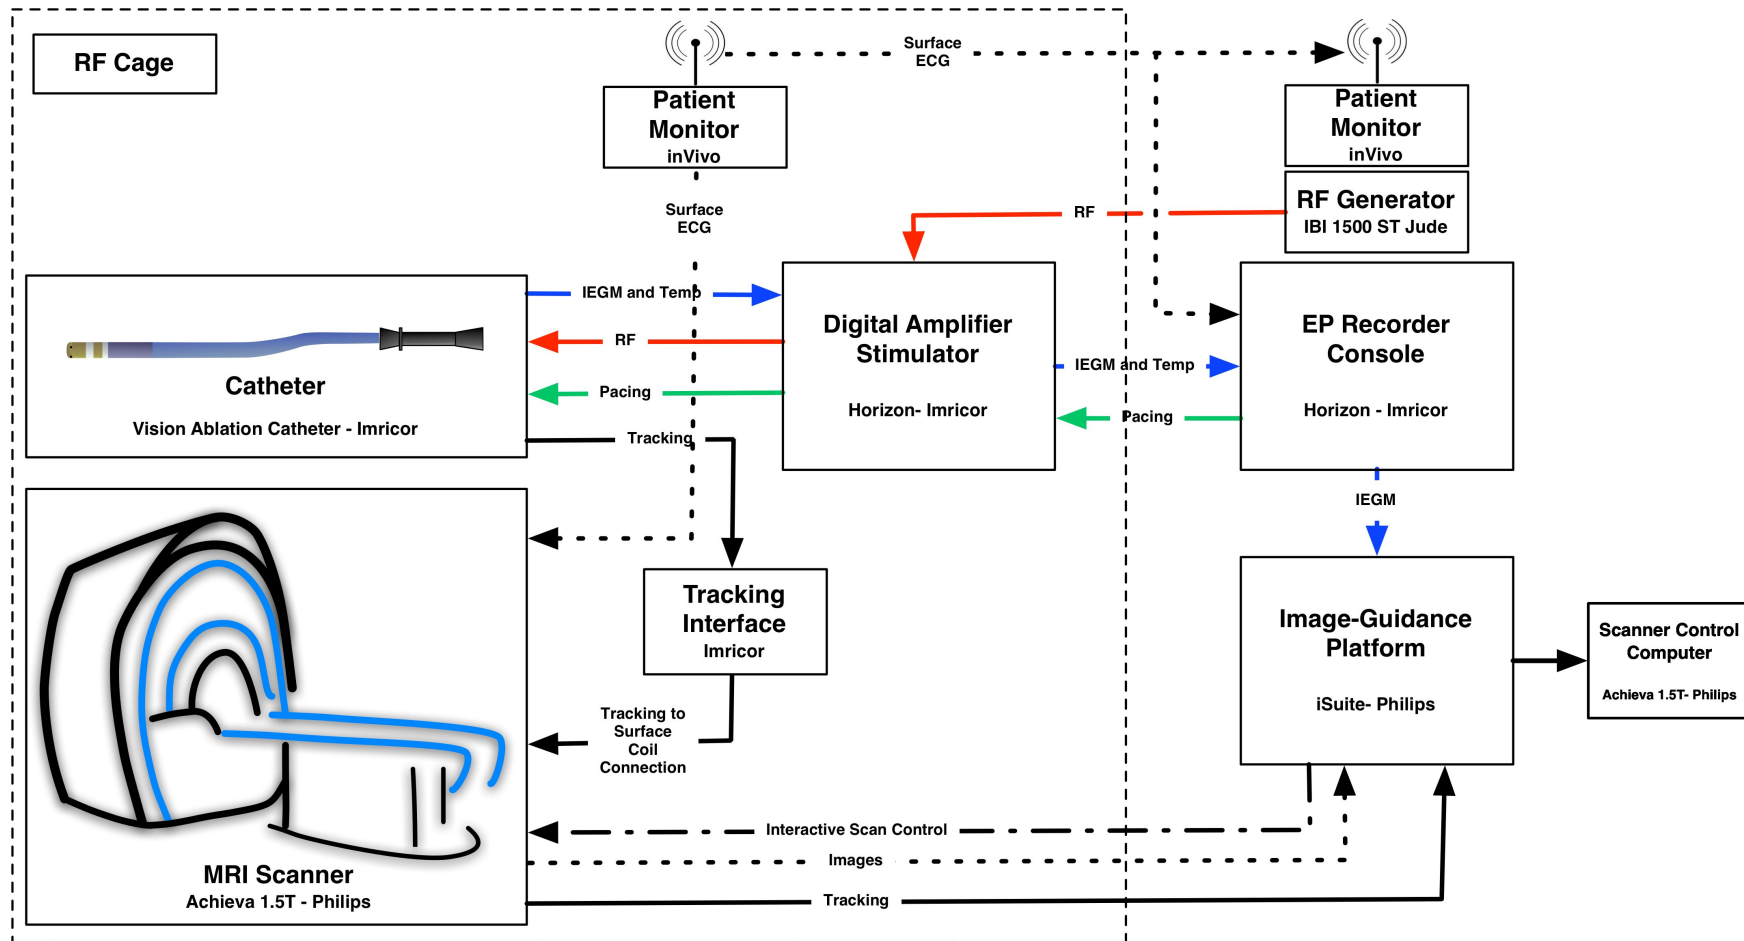 RF Cage
Patient
Monitor
inVivo
Surface
ECG
Patient
Monitor
inVivo
RF Generator
IBI 1500 ST Jude
Surface
ECG
RF
IEGM and Temp
RF
Pacing
Tracking
Catheter
Vision Ablation Catheter - Imricor
Digital Amplifier
Stimulator
Horizon- Imricor
IEGM and Temp
Pacing
EP Recorder
Console
Horizon - Imricor
IEGM
Tracking
Interface
Imricor
Tracking to
Surface
Coil
Connection
Image-Guidance
Platform
iSuite- Philips
Scanner Control
Computer
Achieva 1.5T- Philips
Interactive Scan Control
Images
Tracking
MRI Scanner
Achieva 1.5T - Philips